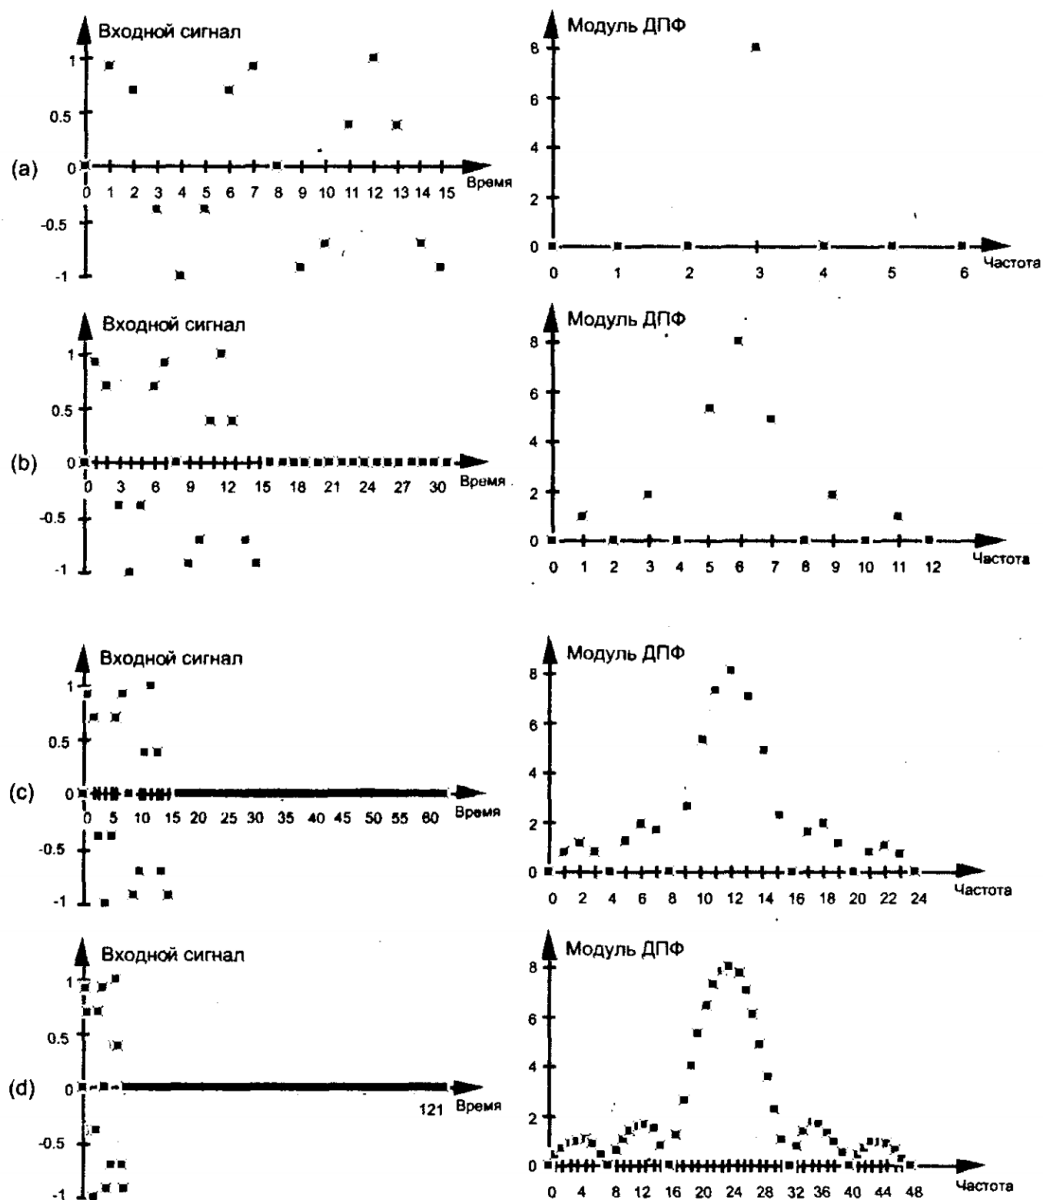 Входной сигнал
Модуль ДПФ
1
0.5
0
-0.5
-1
(a)
0 1 2 3 4 5 6 7 8 9 10 11 12 13 14 15
Время
8
6
4
2
0
0 1 2 3 4 5 6
Частота
Входной сигнал
Модуль ДПФ
1
0.5
0
-0.5
-1
(b)
0 3 6 9 12 15 18 21 24 27 30
Время
8
6
4
2
0
0 1 2 3 4 5 6 7 8 9 10 11 12
Частота
Входной сигнал
Модуль ДПФ
1
0.5
0
-0.5
-1
(c)
0 5 10 15 20 25 30 35 40 45 50 55 60
Время
8
6
4
2
0
0 2 4 6 8 10 12 14 16 18 20 22 24
Частота
Входной сигнал
Модуль ДПФ
1
0.5
0
-0.5
-1
(d)
121
Время
8
6
4
2
0
0 4 8 12 16 20 24 28 32 36 40 44 48
Частота